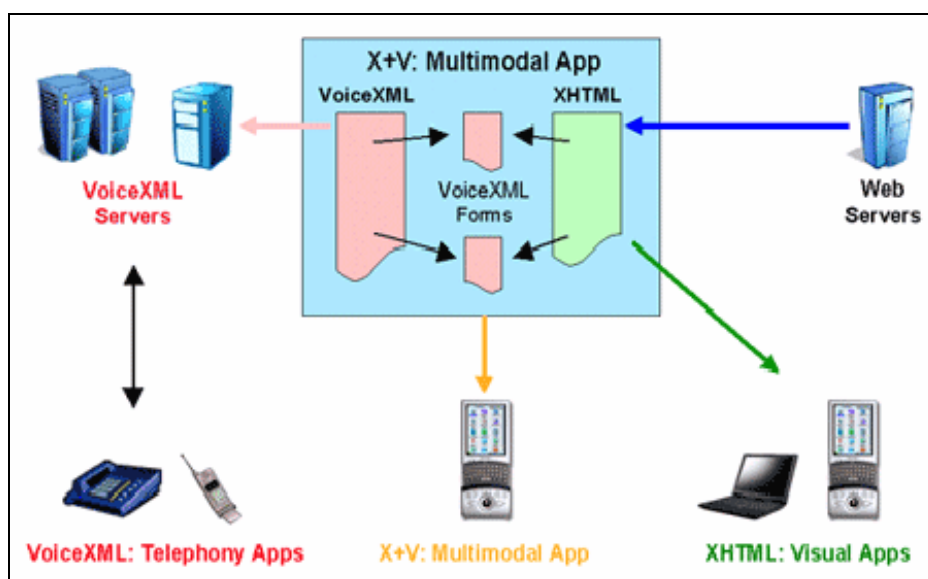 X+V: Multimodal App
VoiceXML
XHTML
VoiceXML
Forms
VoiceXML
Servers
Web
Servers
VoiceXML: Telephony Apps
X+V: Multimodal App
XHTML: Visual Apps